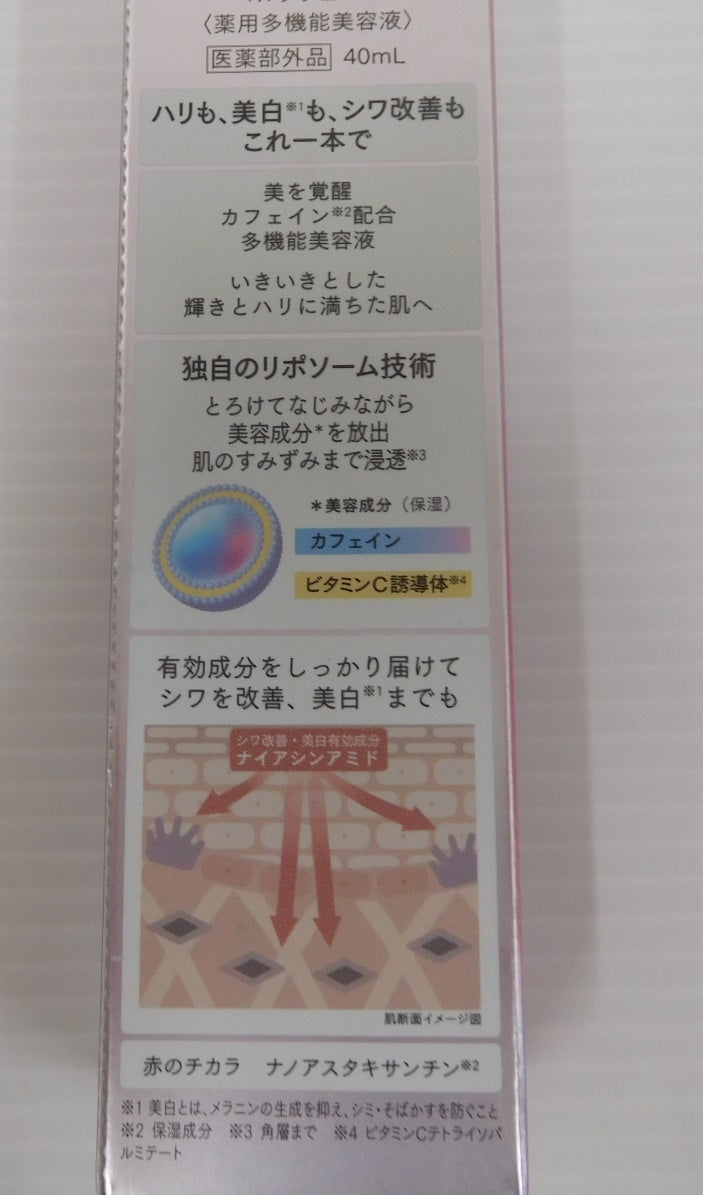 〈薬用多機能美容液〉
医薬部外品 40mL
ハリも、美白※1も、シワ改善も
これ一本で
美を覚醒
カフェイン※2配合
多機能美容液
いきいきとした
輝きとハリに満ちた肌へ
独自のリポソーム技術
とろけてなじみながら
美容成分*を放出
肌のすみずみまで浸透※3
*美容成分（保湿）
カフェイン
ビタミンC誘導体※4
有効成分をしっかり届けて
シワを改善、美白※1までも
シワ改善・美白有効成分
ナイアシンアミド
肌断面イメージ図
赤のチカラ ナノアスタキサンチン※2
※1 美白とは、メラニンの生成を抑え、シミ・そばかすを防ぐこと
※2 保湿成分 ※3 角層まで ※4 ビタミンCテトライソパ
ルミテート